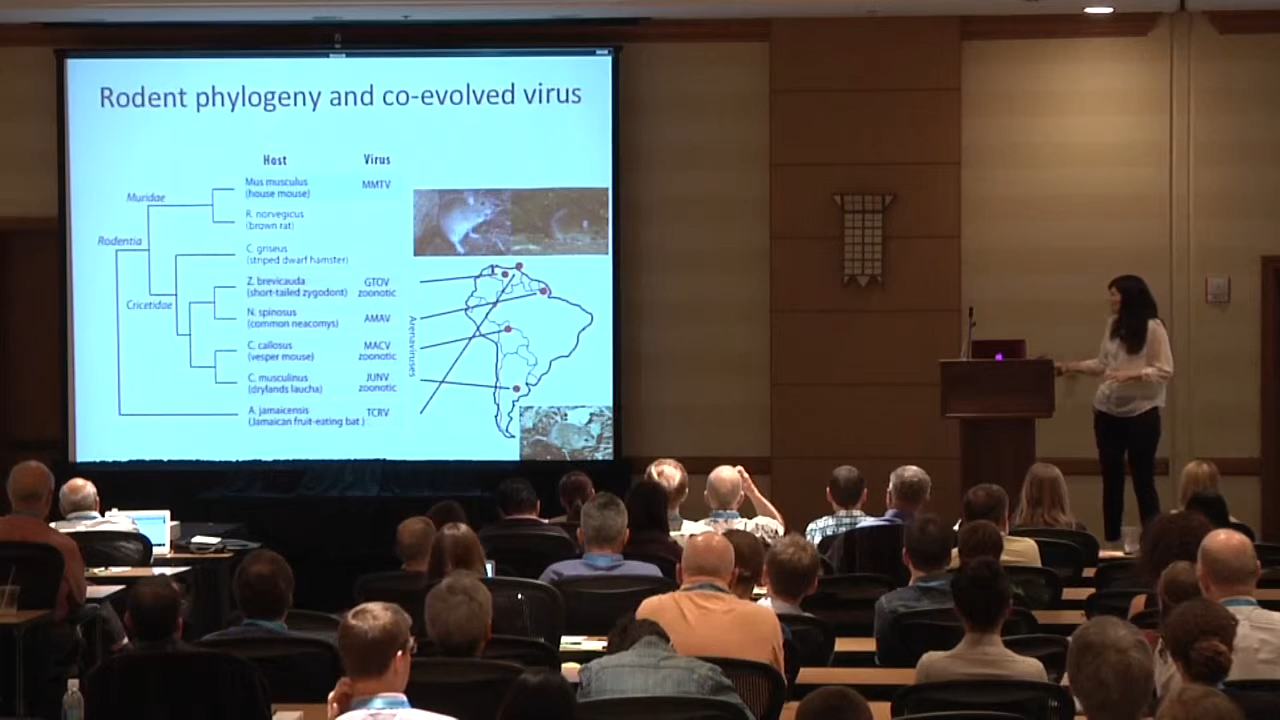 Rodent phylogeny and co-evolved virus
Host Virus
Muridae
Mus musculus MMTV
(house mouse)
R. norvegicus
(brown rat)
Rodentia
C. griseus
(striped dwarf hamster)
Cricetidae
Z. brevicauda GTOV
(short-tailed zygodont) zoonotic
N. spinosus AMAV
(common neacomys)
C. callosus MACV
(vesper mouse) zoonotic
C. musculinus JUNV
(drylands laucha) zoonotic
A. jamaicensis TCRV
(Jamaican fruit-eating bat)
Arenaviruses